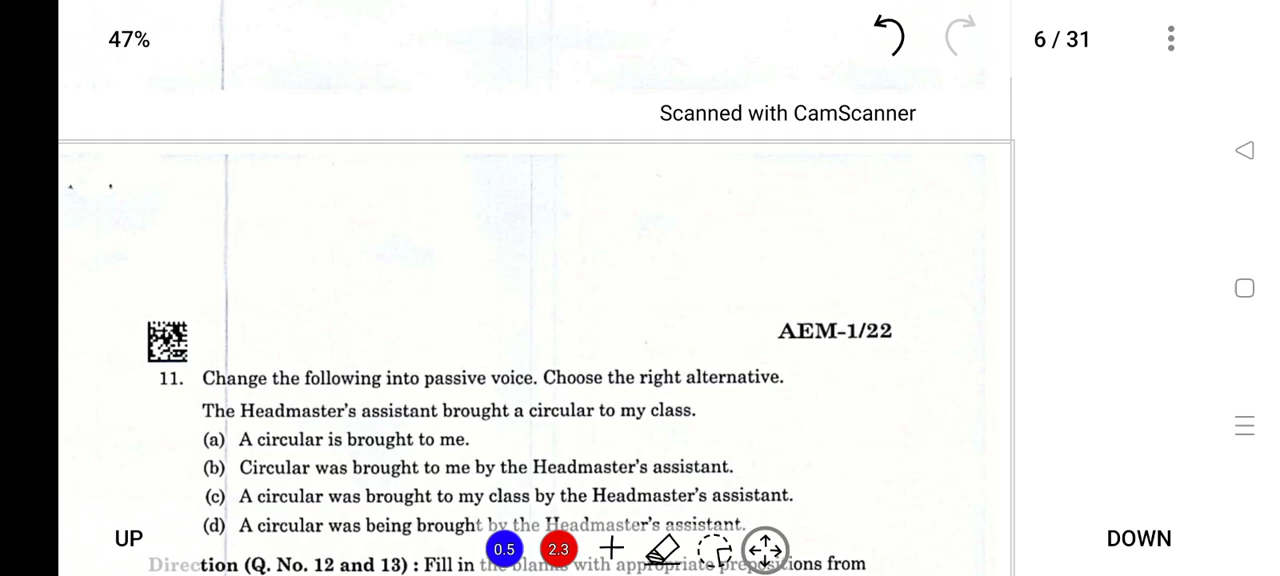 47%
6 / 31
Scanned with CamScanner
AEM-1/22
11. Change the following into passive voice. Choose the right alternative.
The Headmaster's assistant brought a circular to my class.
(a) A circular is brought to me.
(b) Circular was brought to me by the Headmaster's assistant.
(c) A circular was brought to my class by the Headmaster's assistant.
(d) A circular was being brought by the Headmaster's assistant.
UP
0.5
2.3
DOWN
Direction (Q. No. 12 and 13) : Fill in the blanks with appropriate prepositions from